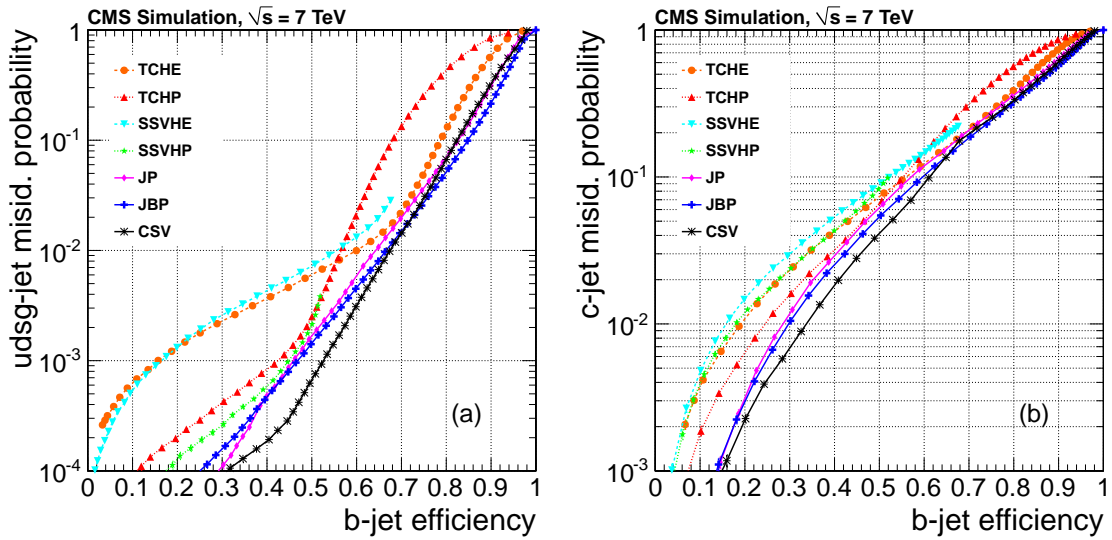 CMS Simulation, √s = 7 TeV
udsg-jet misid. probability
1
10⁻¹
10⁻²
10⁻³
10⁻⁴
TCHE
TCHP
SSVHE
SSVHP
JP
JBP
CSV
(a)
0 0.1 0.2 0.3 0.4 0.5 0.6 0.7 0.8 0.9 1
b-jet efficiency
CMS Simulation, √s = 7 TeV
c-jet misid. probability
1
10⁻¹
10⁻²
10⁻³
TCHE
TCHP
SSVHE
SSVHP
JP
JBP
CSV
(b)
0 0.1 0.2 0.3 0.4 0.5 0.6 0.7 0.8 0.9 1
b-jet efficiency